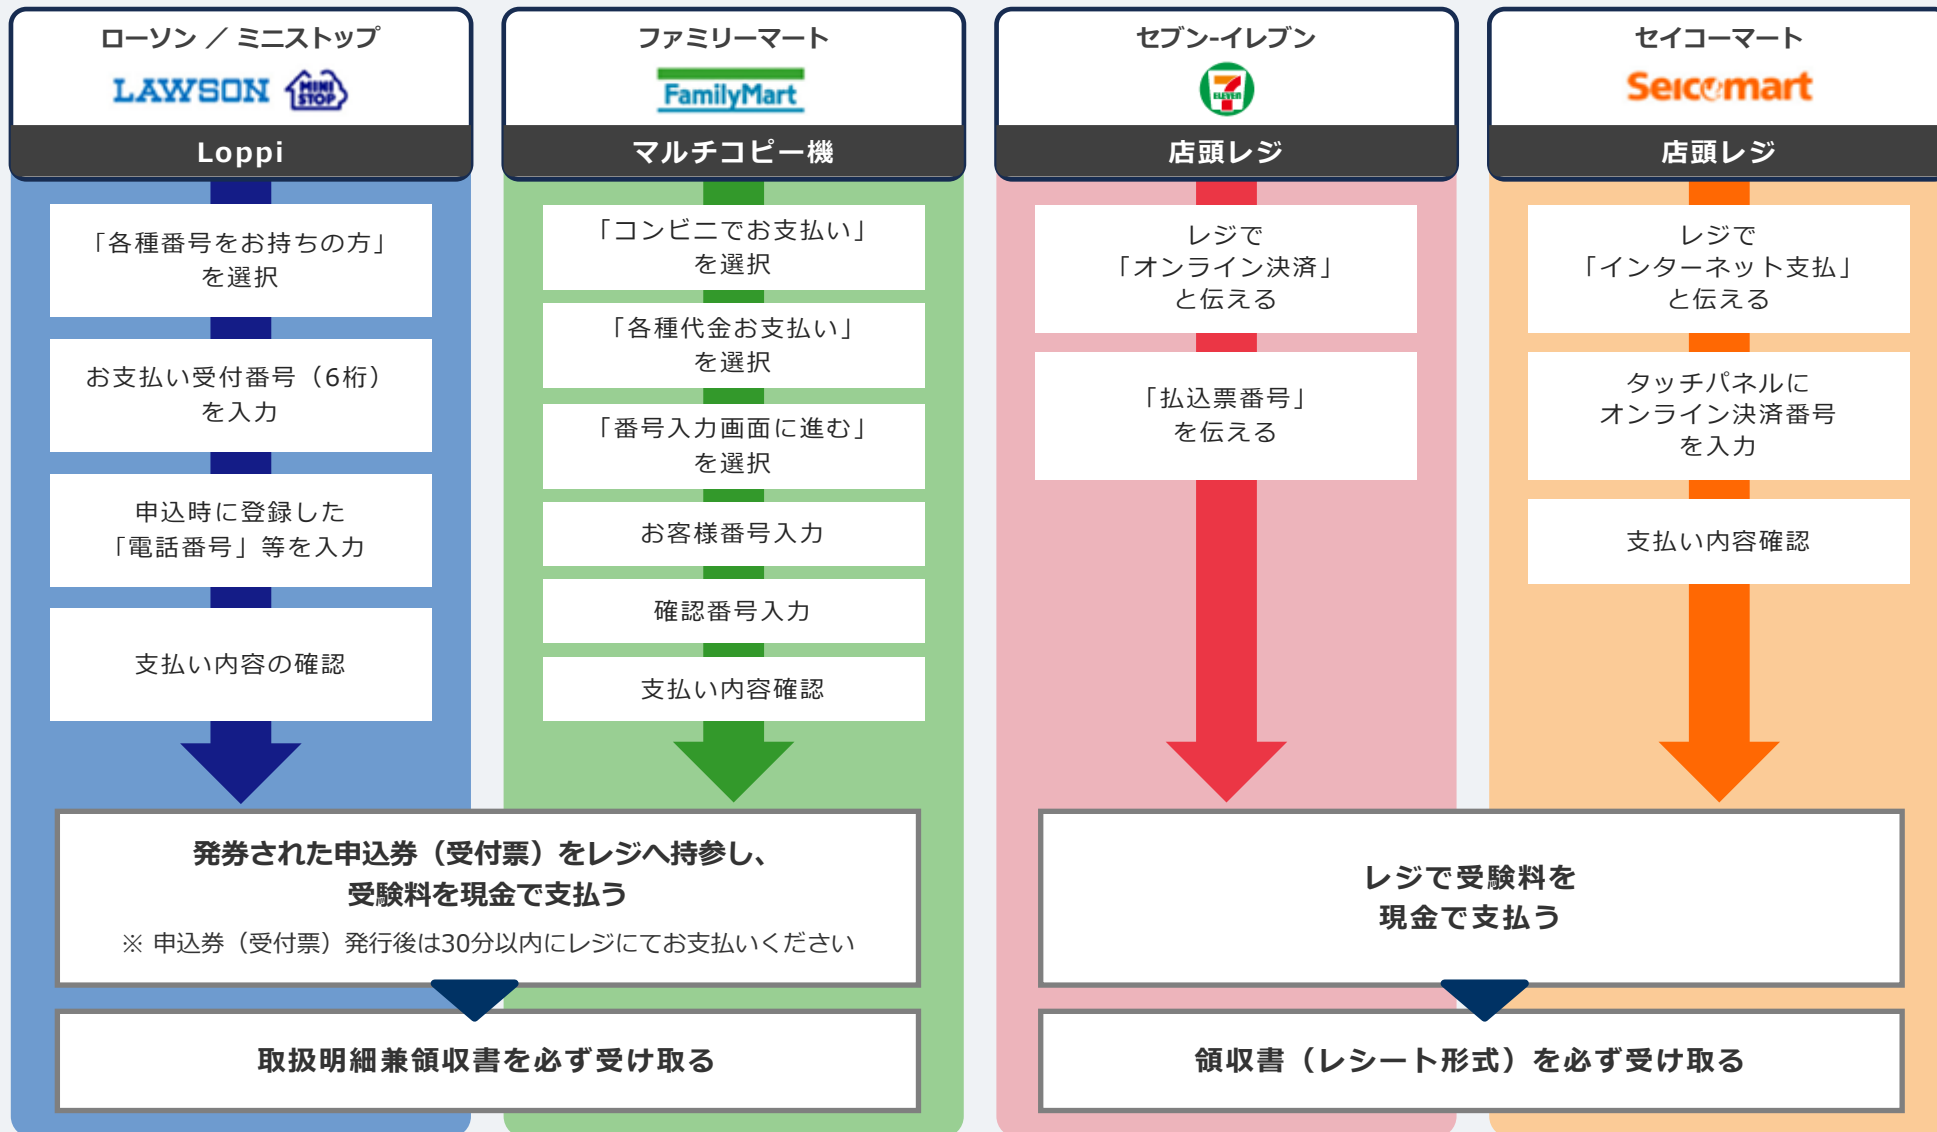 ローソン ／ ミニストップ
LAWSON MINI STOP
Loppi
「各種番号をお持ちの方」
を選択
お支払い受付番号（6桁）
を入力
申込時に登録した
「電話番号」等を入力
支払い内容の確認
ファミリーマート
FamilyMart
マルチコピー機
「コンビニでお支払い」
を選択
「各種代金お支払い」
を選択
「番号入力画面に進む」
を選択
お客様番号入力
確認番号入力
支払い内容確認
発券された申込券（受付票）をレジへ持参し、
受験料を現金で支払う
※ 申込券（受付票）発行後は30分以内にレジにてお支払いください
取扱明細兼領収書を必ず受け取る
セブン-イレブン
7 ELEVEn
店頭レジ
レジで
「オンライン決済」
と伝える
「払込票番号」
を伝える
セイコーマート
Seicomart
店頭レジ
レジで
「インターネット支払」
と伝える
タッチパネルに
オンライン決済番号
を入力
支払い内容確認
レジで受験料を
現金で支払う
領収書（レシート形式）を必ず受け取る